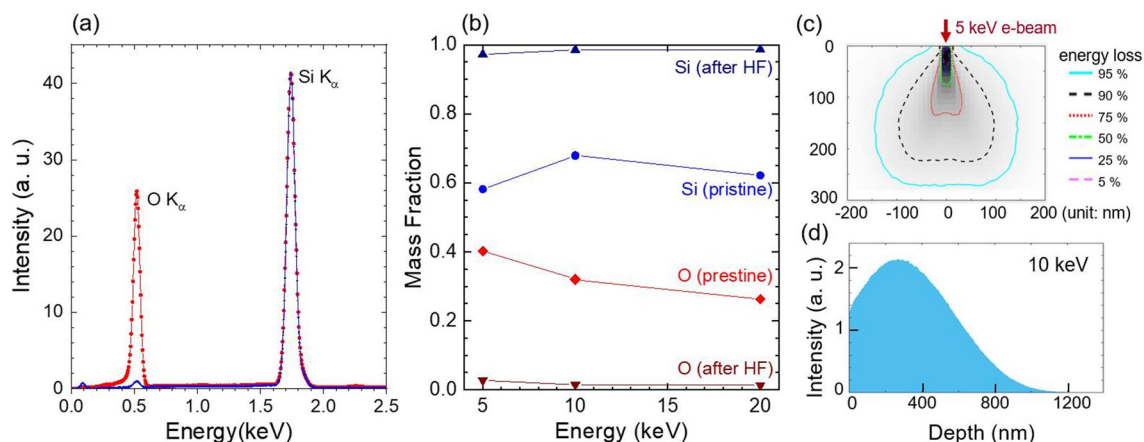 (a)
O Kα
Si Kα
Intensity (a. u.)
40
30
20
10
0
0.0 0.5 1.0 1.5 2.0 2.5
Energy(keV)
(b)
Si (after HF)
Si (pristine)
O (prestine)
O (after HF)
Mass Fraction
1.0
0.8
0.6
0.4
0.2
0.0
5 10 15 20
Energy (keV)
(c)
5 keV e-beam
0
100
200
300
-200 -100 0 100 200 (unit: nm)
energy loss
95 %
90 %
75 %
50 %
25 %
5 %
(d)
10 keV
Intensity (a. u.)
2
1
0
0 400 800 1200
Depth (nm)